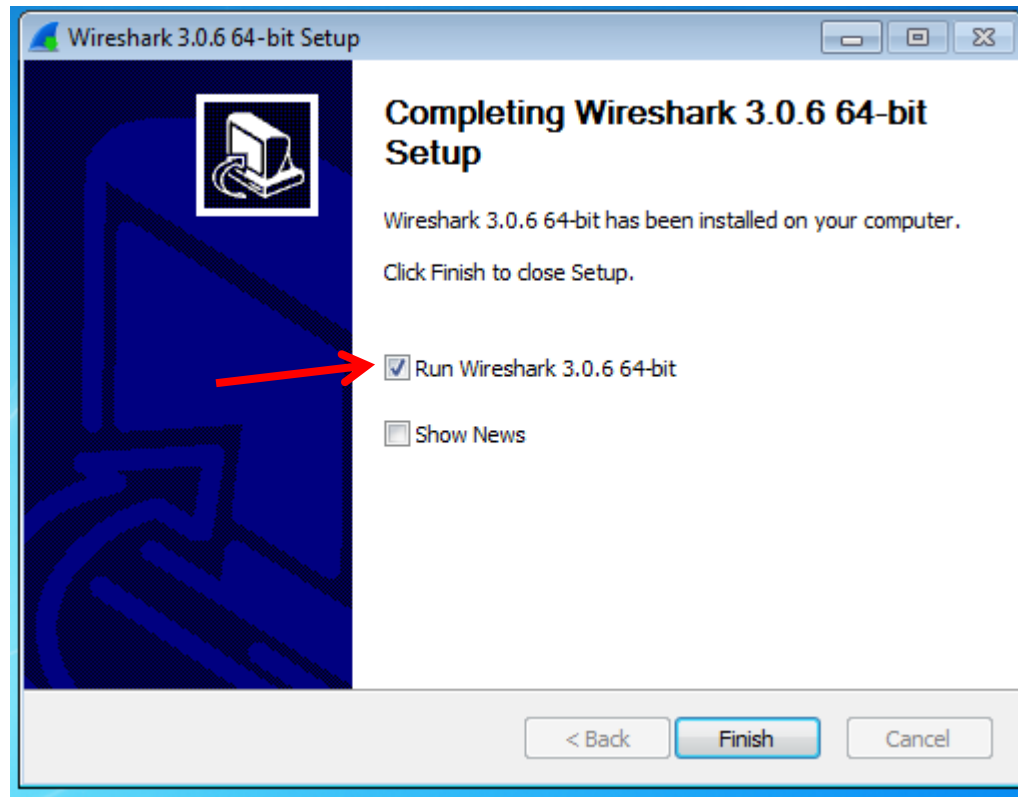 Wireshark 3.0.6 64-bit Setup
Completing Wireshark 3.0.6 64-bit
Setup
Wireshark 3.0.6 64-bit has been installed on your computer.
Click Finish to close Setup.
Run Wireshark 3.0.6 64-bit
Show News
< Back Finish Cancel